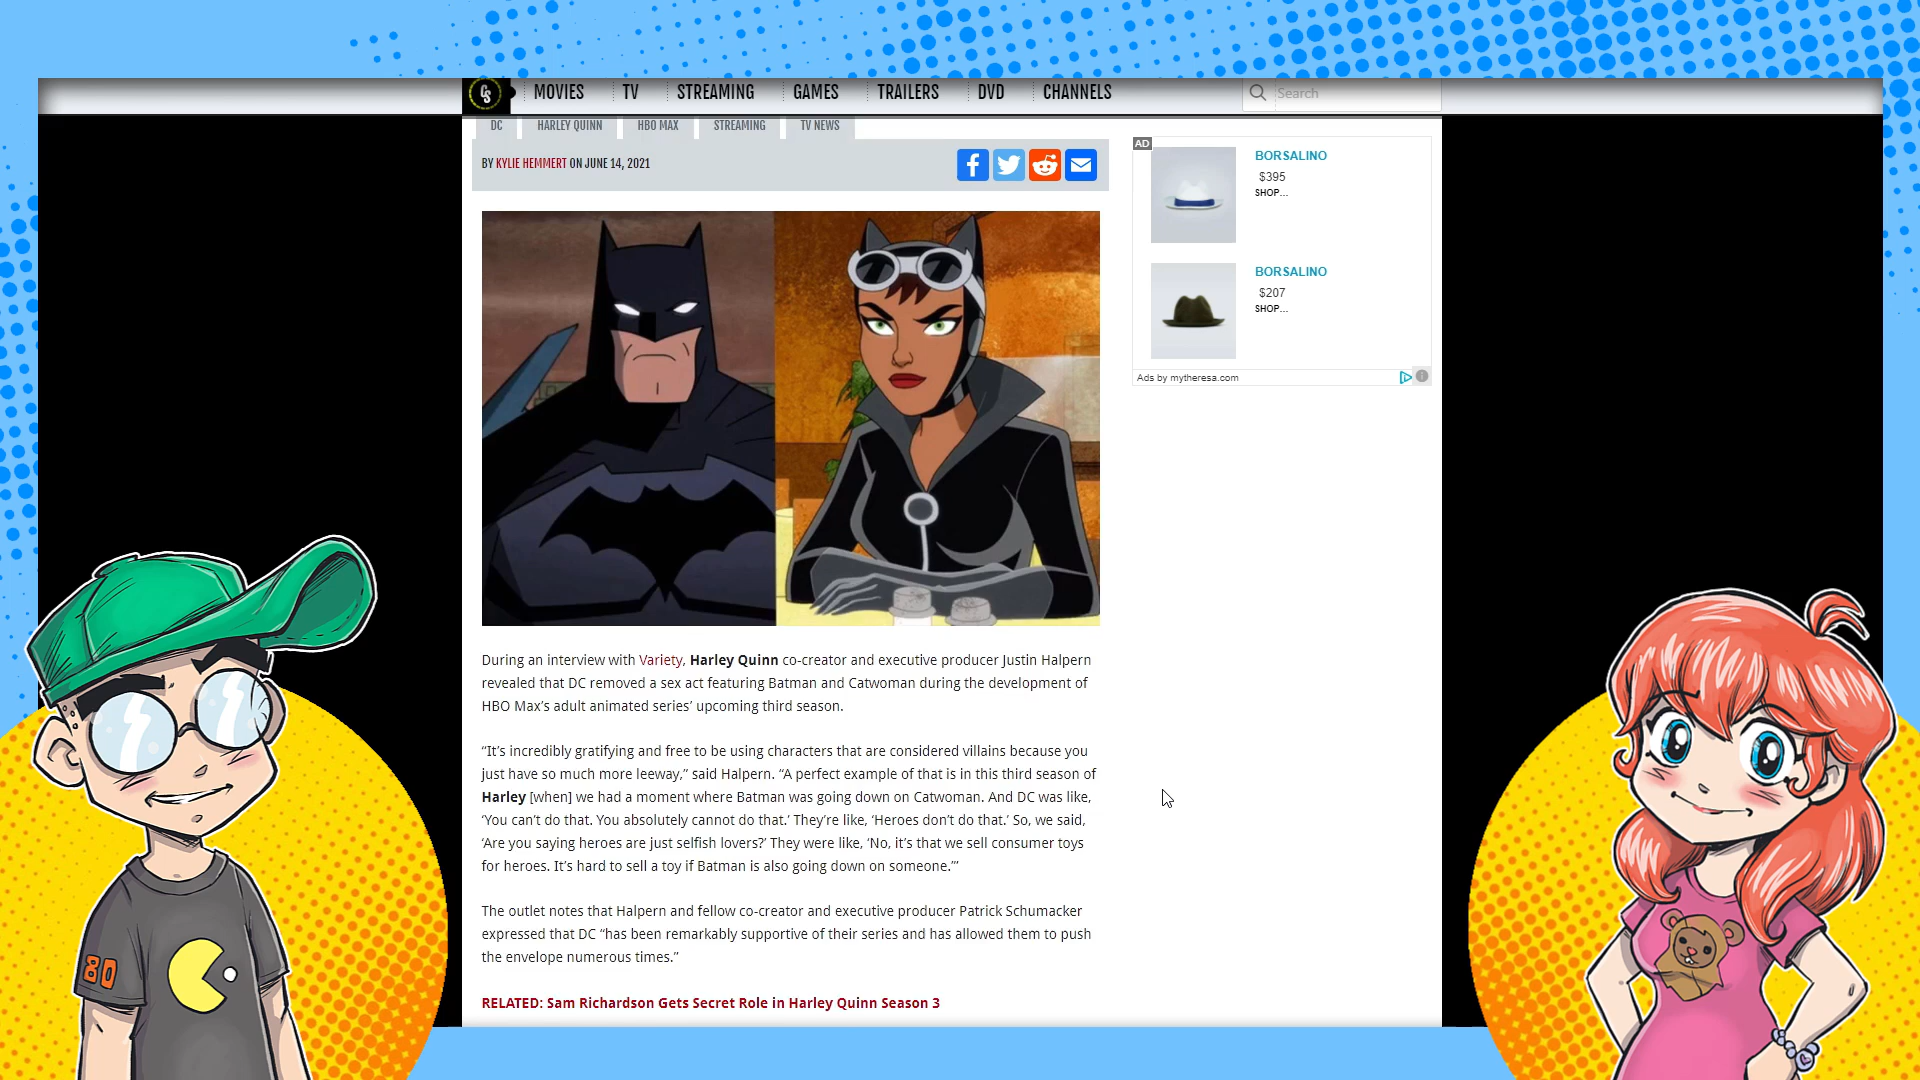 CS
MOVIES TV STREAMING GAMES TRAILERS DVD CHANNELS
Search
DC HARLEY QUINN HBO MAX STREAMING TV NEWS
BY KYLIE HEMMERT ON JUNE 14, 2021
AD
BORSALINO
$395
SHOP...
BORSALINO
$207
SHOP...
Ads by mytheresa.com
During an interview with Variety, Harley Quinn co-creator and executive producer Justin Halpern
revealed that DC removed a sex act featuring Batman and Catwoman during the development of
HBO Max’s adult animated series’ upcoming third season.
“It’s incredibly gratifying and free to be using characters that are considered villains because you
just have so much more leeway,” said Halpern. “A perfect example of that is in this third season of
Harley [when] we had a moment where Batman was going down on Catwoman. And DC was like,
‘You can’t do that. You absolutely cannot do that.’ They’re like, ‘Heroes don’t do that.’ So, we said,
‘Are you saying heroes are just selfish lovers?’ They were like, ‘No, it’s that we sell consumer toys
for heroes. It’s hard to sell a toy if Batman is also going down on someone.’”
The outlet notes that Halpern and fellow co-creator and executive producer Patrick Schumacker
expressed that DC “has been remarkably supportive of their series and has allowed them to push
the envelope numerous times.”
RELATED: Sam Richardson Gets Secret Role in Harley Quinn Season 3
80